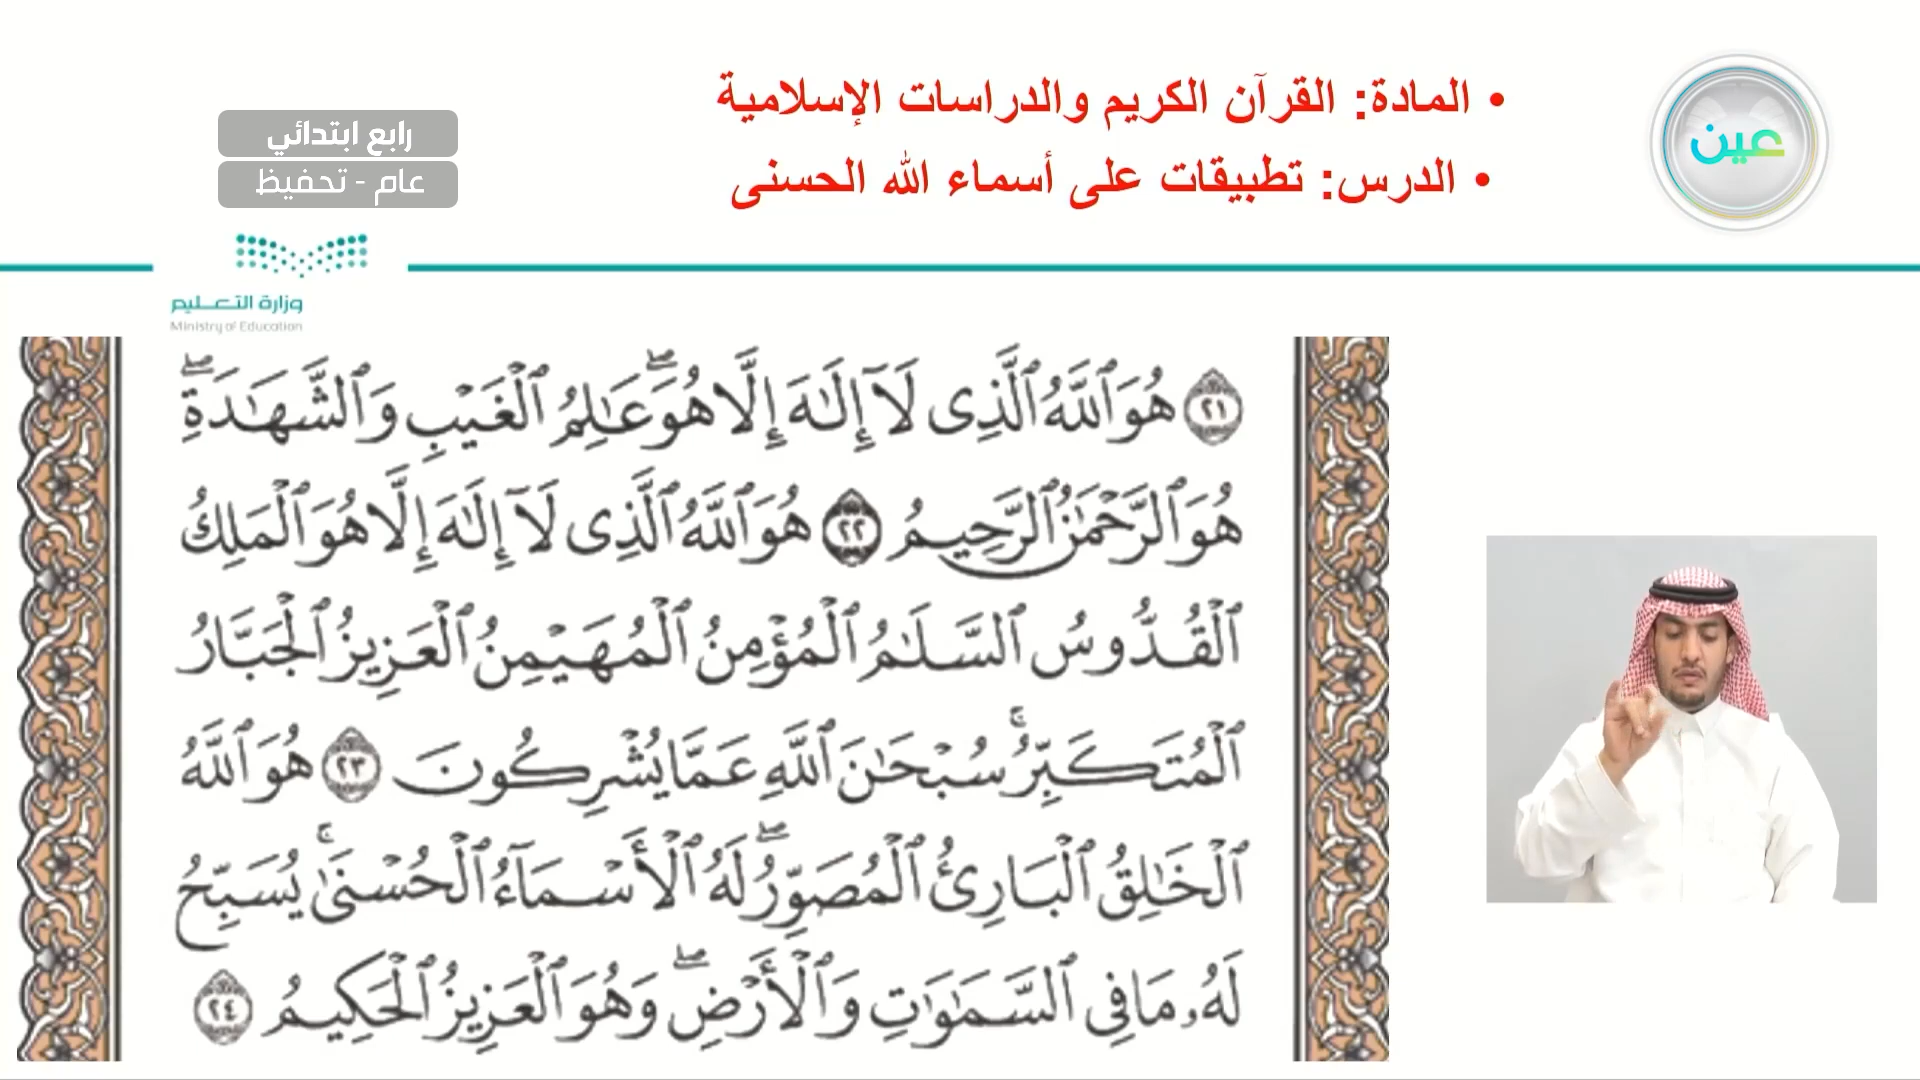 • المادة: القرآن الكريم والدراسات الإسلامية
• الدرس: تطبيقات على أسماء الله الحسنى
عين
رابع ابتدائي
عام - تحفيظ
وزارة التعـليم
Ministry of Education
٢١ هُوَ ٱللَّهُ ٱلَّذِى لَآ إِلَـٰهَ إِلَّا هُوَۖ عَـٰلِمُ ٱلْغَيْبِ وَٱلشَّهَـٰدَةِۖ
هُوَ ٱلرَّحْمَـٰنُ ٱلرَّحِيمُ ٢٢ هُوَ ٱللَّهُ ٱلَّذِى لَآ إِلَـٰهَ إِلَّا هُوَ ٱلْمَلِكُ
ٱلْقُدُّوسُ ٱلسَّلَـٰمُ ٱلْمُؤْمِنُ ٱلْمُهَيْمِنُ ٱلْعَزِيزُ ٱلْجَبَّارُ
ٱلْمُتَكَبِّرُۚ سُبْحَـٰنَ ٱللَّهِ عَمَّا يُشْرِكُونَ ٢٣ هُوَ ٱللَّهُ
ٱلْخَـٰلِقُ ٱلْبَارِئُ ٱلْمُصَوِّرُۖ لَهُ ٱلْأَسْمَآءُ ٱلْحُسْنَىٰۚ يُسَبِّحُ
لَهُۥ مَا فِى ٱلسَّمَـٰوَٰتِ وَٱلْأَرْضِۖ وَهُوَ ٱلْعَزِيزُ ٱلْحَكِيمُ ٢٤